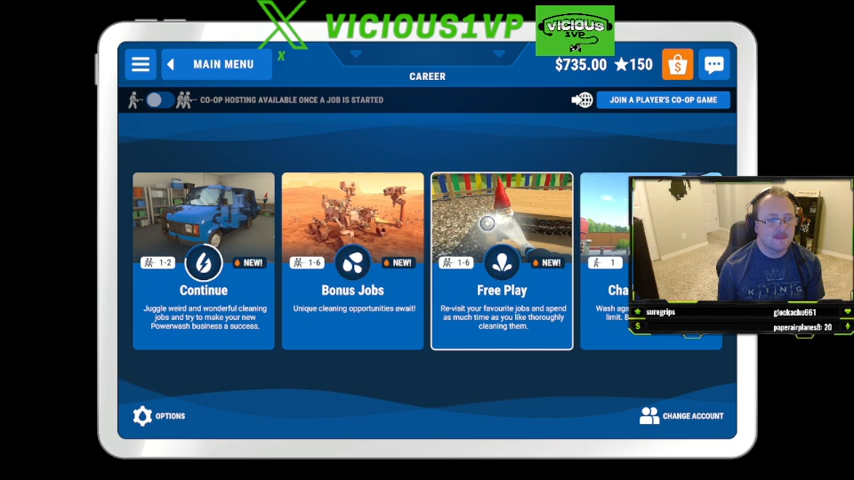 VICIOUS1VP
VICIOUS
1VP
X
MAIN MENU
CAREER
$735.00 ★150
CO-OP HOSTING AVAILABLE ONCE A JOB IS STARTED
JOIN A PLAYER'S CO-OP GAME
1-2
NEW!
Continue
Juggle weird and wonderful cleaning
jobs and try to make your new
Powerwash business a success.
1-6
NEW!
Bonus Jobs
Unique cleaning opportunities await!
1-6
NEW!
Free Play
Re-visit your favourite jobs and spend
as much time as you like thoroughly
cleaning them.
1
Cha
Wash aga
limit. B
KING
suregrips
glockachu661
paperairplanes8: 20
OPTIONS
CHANGE ACCOUNT